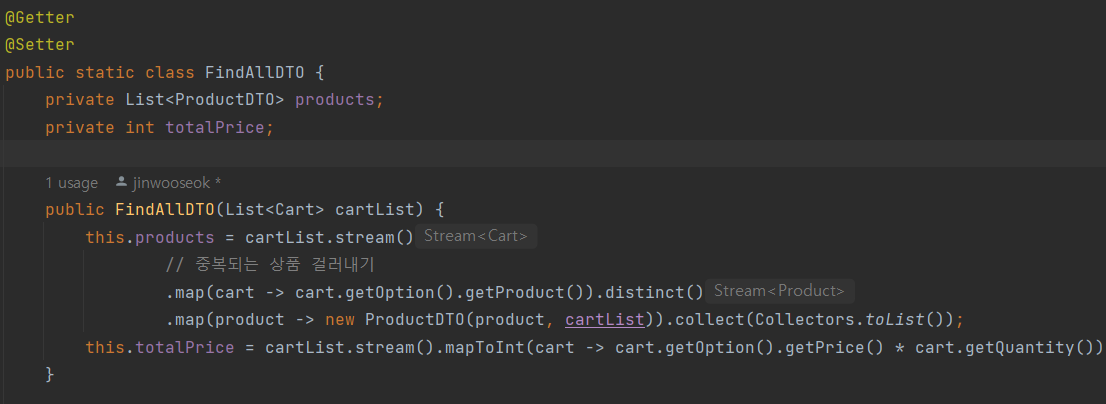 @Getter
@Setter
public static class FindAllDTO {
    private List<ProductDTO> products;
    private int totalPrice;
    1 usage jinwooseok *
    public FindAllDTO(List<Cart> cartList) {
        this.products = cartList.stream() Stream<Cart>
                // 중복되는 상품 걸러내기
                .map(cart -> cart.getOption().getProduct()).distinct() Stream<Product>
                .map(product -> new ProductDTO(product, cartList)).collect(Collectors.toList());
        this.totalPrice = cartList.stream().mapToInt(cart -> cart.getOption().getPrice() * cart.getQuantity())
    }